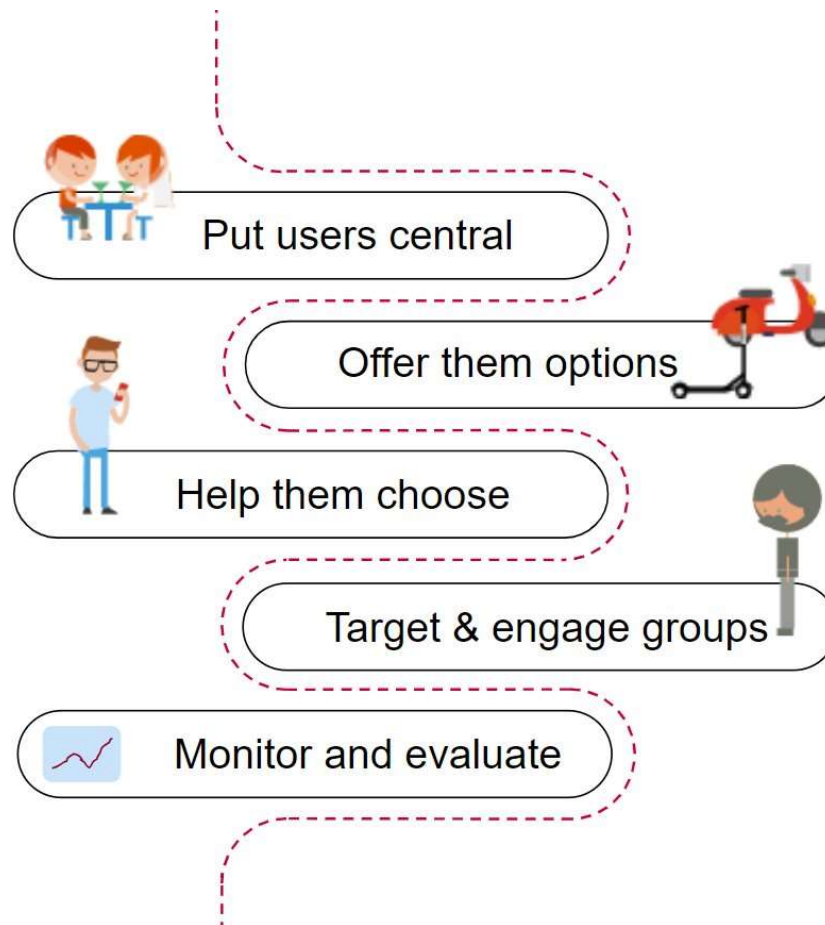 Put users central
Offer them options
Help them choose
Target & engage groups
Monitor and evaluate